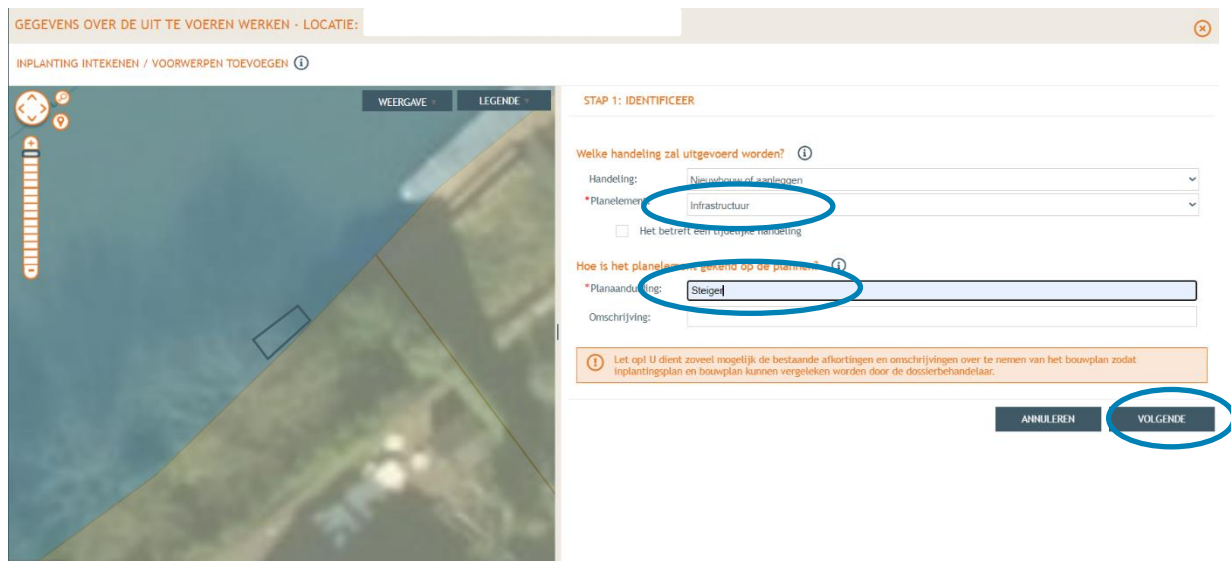 GEGEVENS OVER DE UIT TE VOEREN WERKEN - LOCATIE:
INPLANTING INTEKENEN / VOORWERPEN TOEVOEGEN
WEERGAVE
LEGENDE
STAP 1: IDENTIFICEER
Welke handeling zal uitgevoerd worden?
Handeling: Nieuwbouw of aanleggen
*Planelement: Infrastructuur
Het betreft een tijdelijke handeling
Hoe is het planelement gekend op de plannen?
*Planaanduiding: Steiger
Omschrijving:
Let op! U dient zoveel mogelijk de bestaande afkortingen en omschrijvingen over te nemen van het bouwplan zodat
inplantingsplan en bouwplan kunnen vergeleken worden door de dossierbehandelaar.
ANNULEREN
VOLGENDE